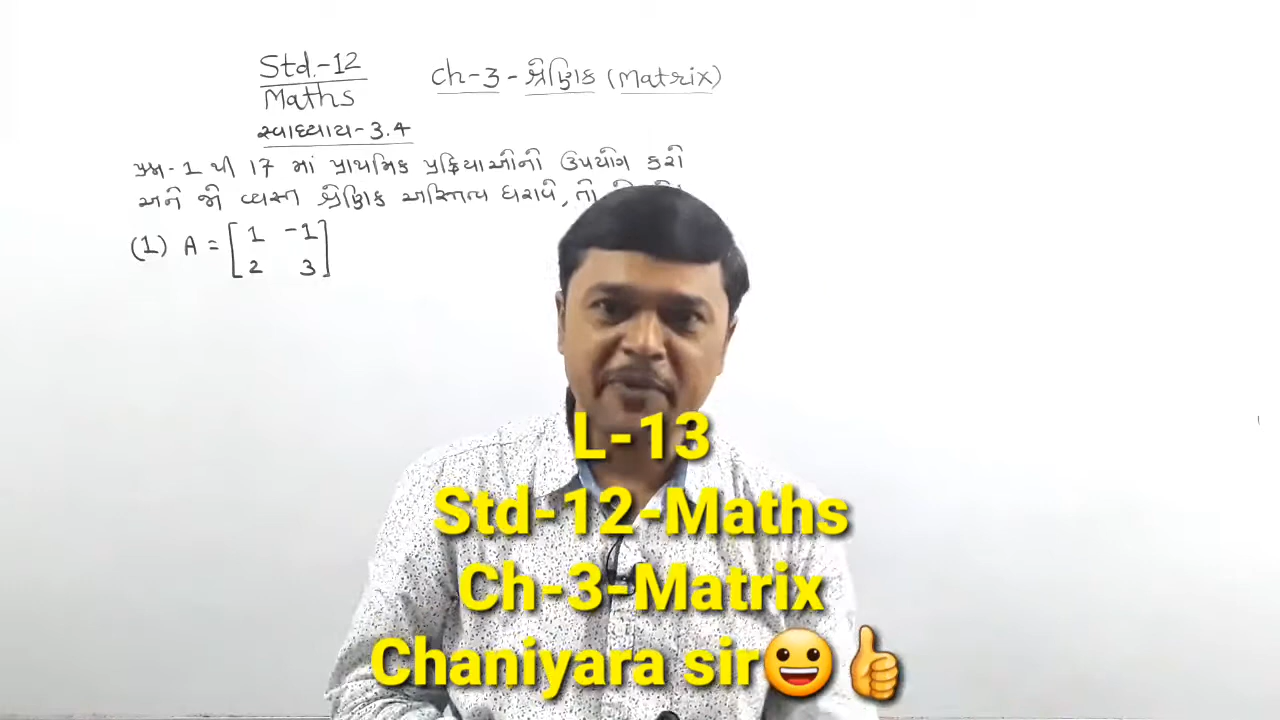 Std.-12
Maths
Ch-3 - શ્રેણિક (Matrix)
સ્વાધ્યાય-3.4
પ્રશ્ન-1 થી 17 માં પ્રાથમિક પ્રક્રિયાઓનો ઉપયોગ કરો
અને જો વ્યસ્ત શ્રેણિક અસ્તિત્વ ધરાવે, તો
(1) A = [ 1 -1
2 3 ]
L-13
Std-12-Maths
Ch-3-Matrix
Chaniyara sir😀👍